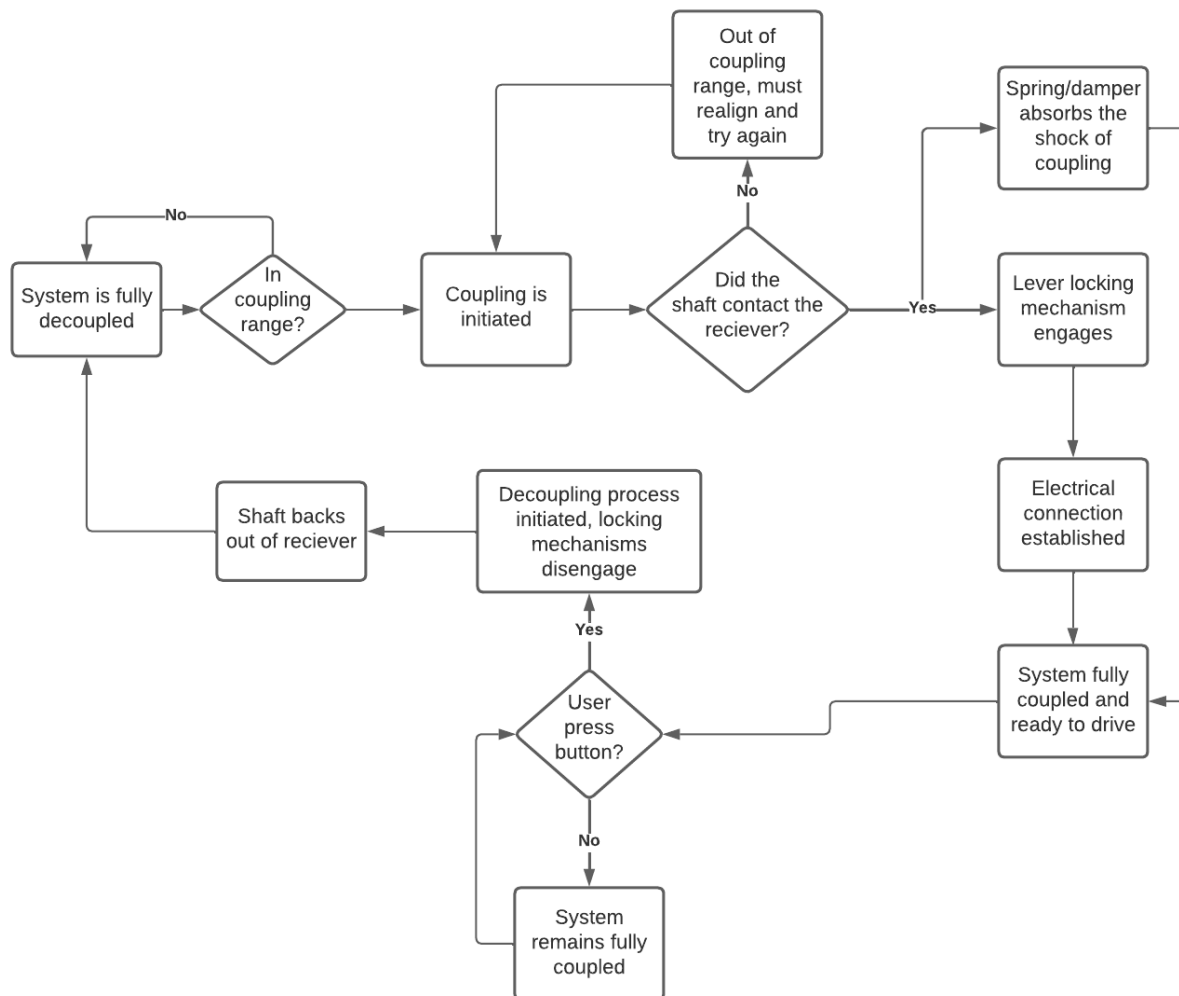 Out of
coupling
range, must
realign and
try again
Spring/damper
absorbs the
shock of
coupling
No
No
System is fully
decoupled
In
coupling
range?
Coupling is
initiated
Did the
shaft contact the
reciever?
Yes
Lever locking
mechanism
engages
Shaft backs
out of reciever
Decoupling process
initiated, locking
mechanisms
disengage
Electrical
connection
established
Yes
User
press
button?
System fully
coupled and
ready to drive
No
System
remains fully
coupled